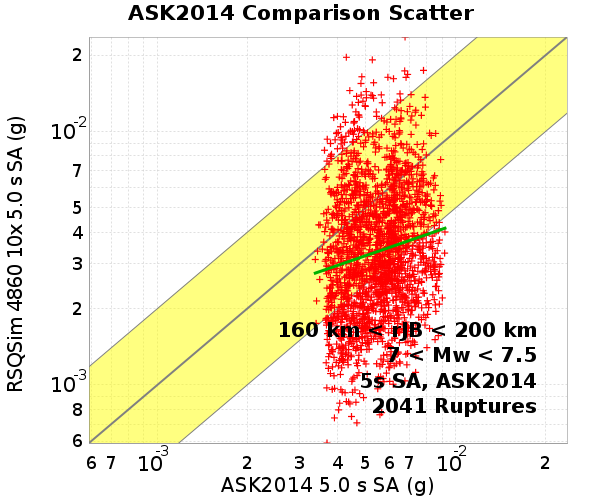 ASK2014 Comparison Scatter
RSQSim 4860 10x 5.0 s SA (g)
2
10-2
7
5
4
3
2
10-3
8
6
160 km < rJB < 200 km
7 < Mw < 7.5
5s SA, ASK2014
2041 Ruptures
6 7 10-3 2 3 4 5 6 7 10-2 2
ASK2014 5.0 s SA (g)